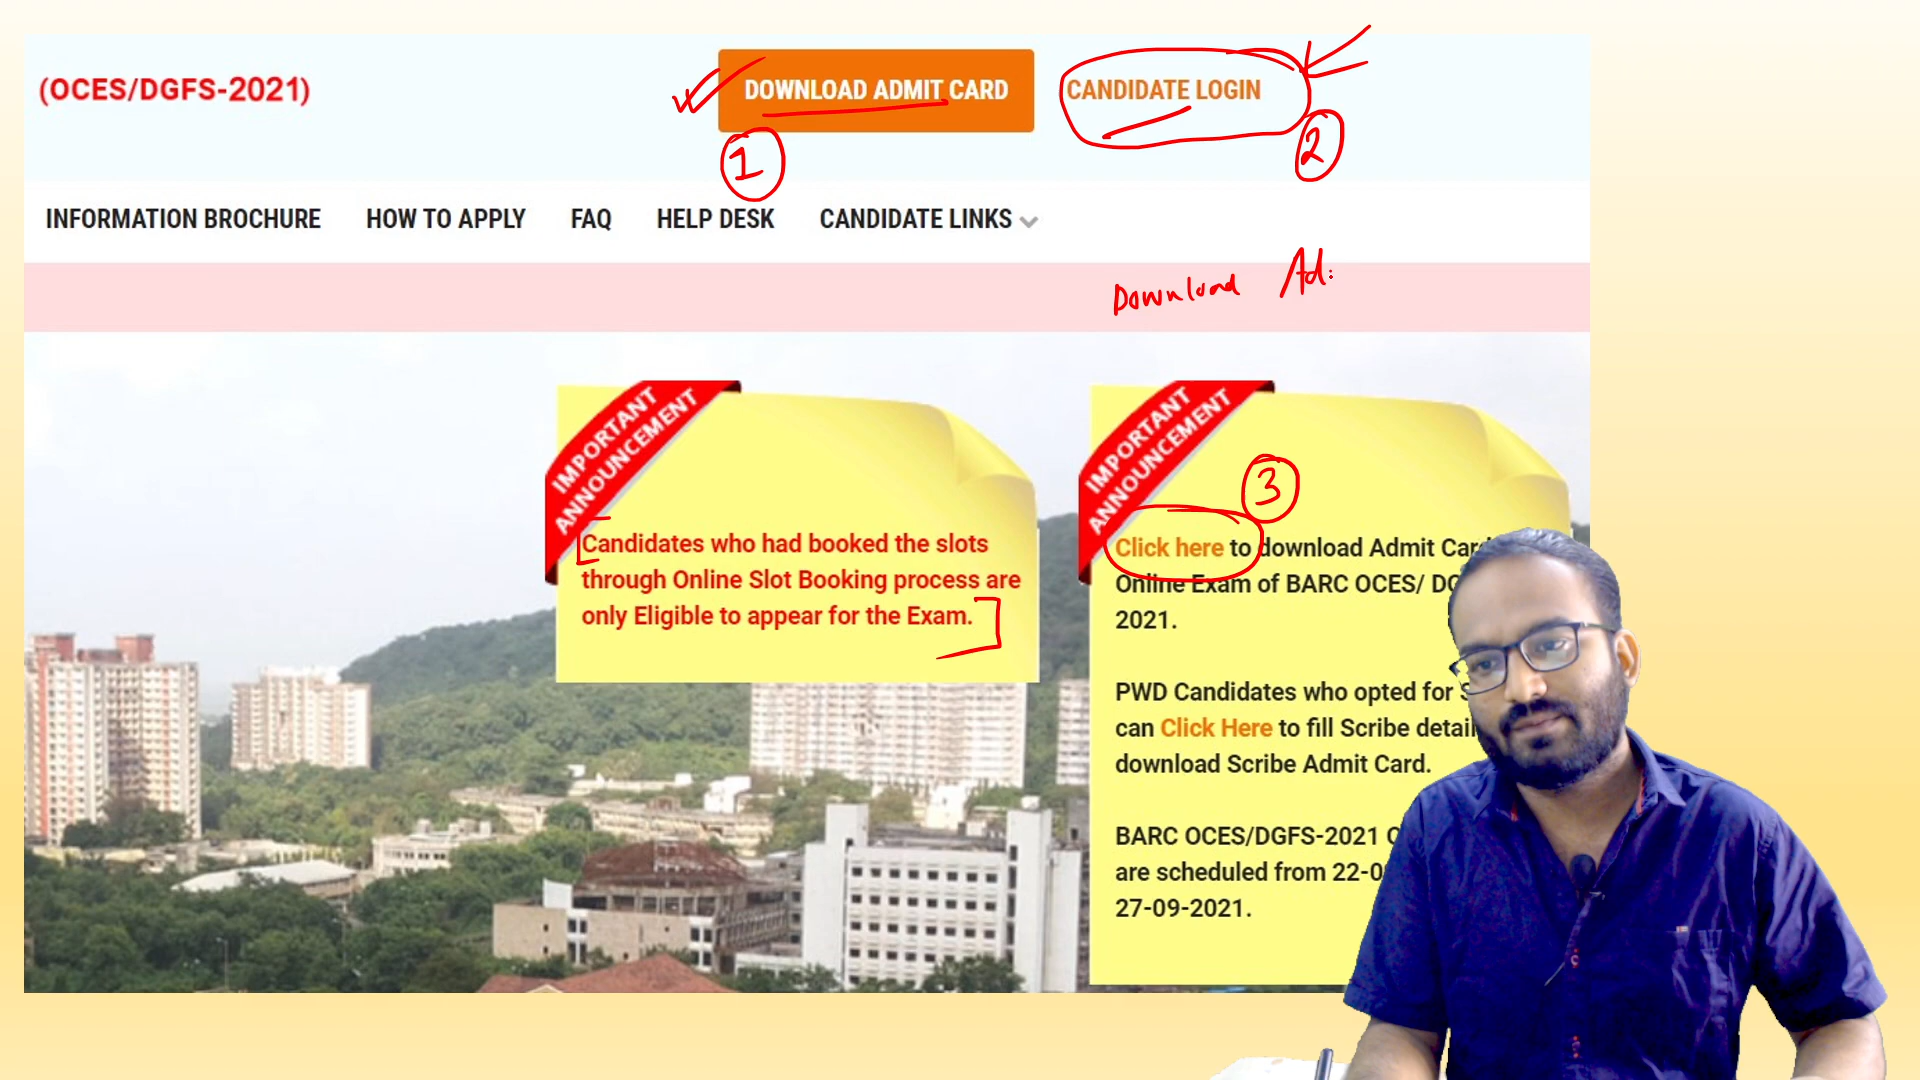 (OCES/DGFS-2021)
DOWNLOAD ADMIT CARD
CANDIDATE LOGIN
1
2
INFORMATION BROCHURE
HOW TO APPLY
FAQ
HELP DESK
CANDIDATE LINKS
Download Ad
IMPORTANT
ANNOUNCEMENT
Candidates who had booked the slots
through Online Slot Booking process are
only Eligible to appear for the Exam.
IMPORTANT
ANNOUNCEMENT
3
Click here to download Admit
Online Exam of BARC OCES/
2021.
PWD Candidates who opted for
can Click Here to fill Scribe
download Scribe Admit Card.
BARC OCES/DGFS-2021
are scheduled from
27-09-2021.